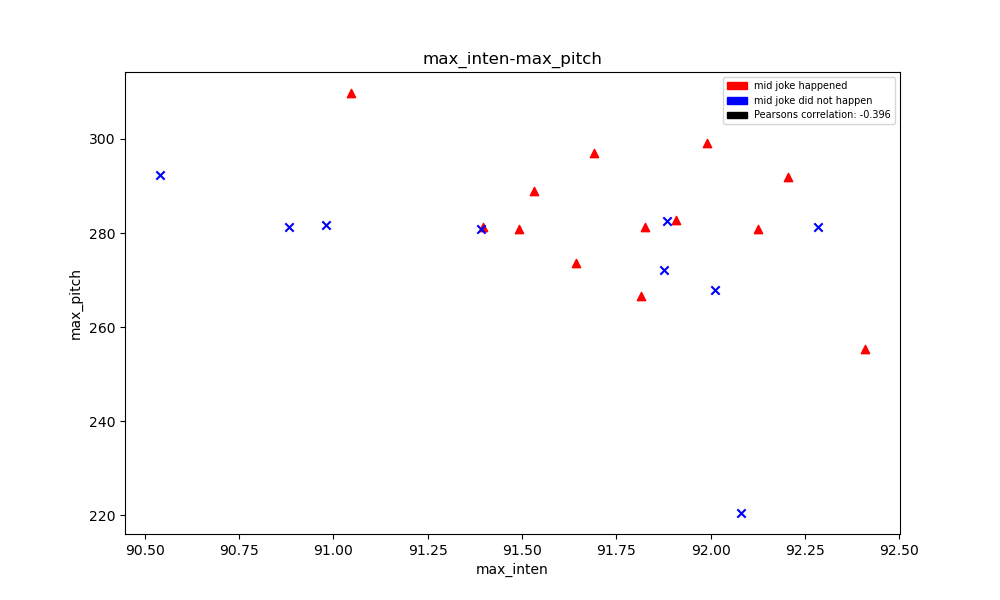 max_inten-max_pitch
mid joke happened
mid joke did not happen
Pearsons correlation: -0.396
300
280
260
240
220
max_pitch
90.50 90.75 91.00 91.25 91.50 91.75 92.00 92.25 92.50
max_inten